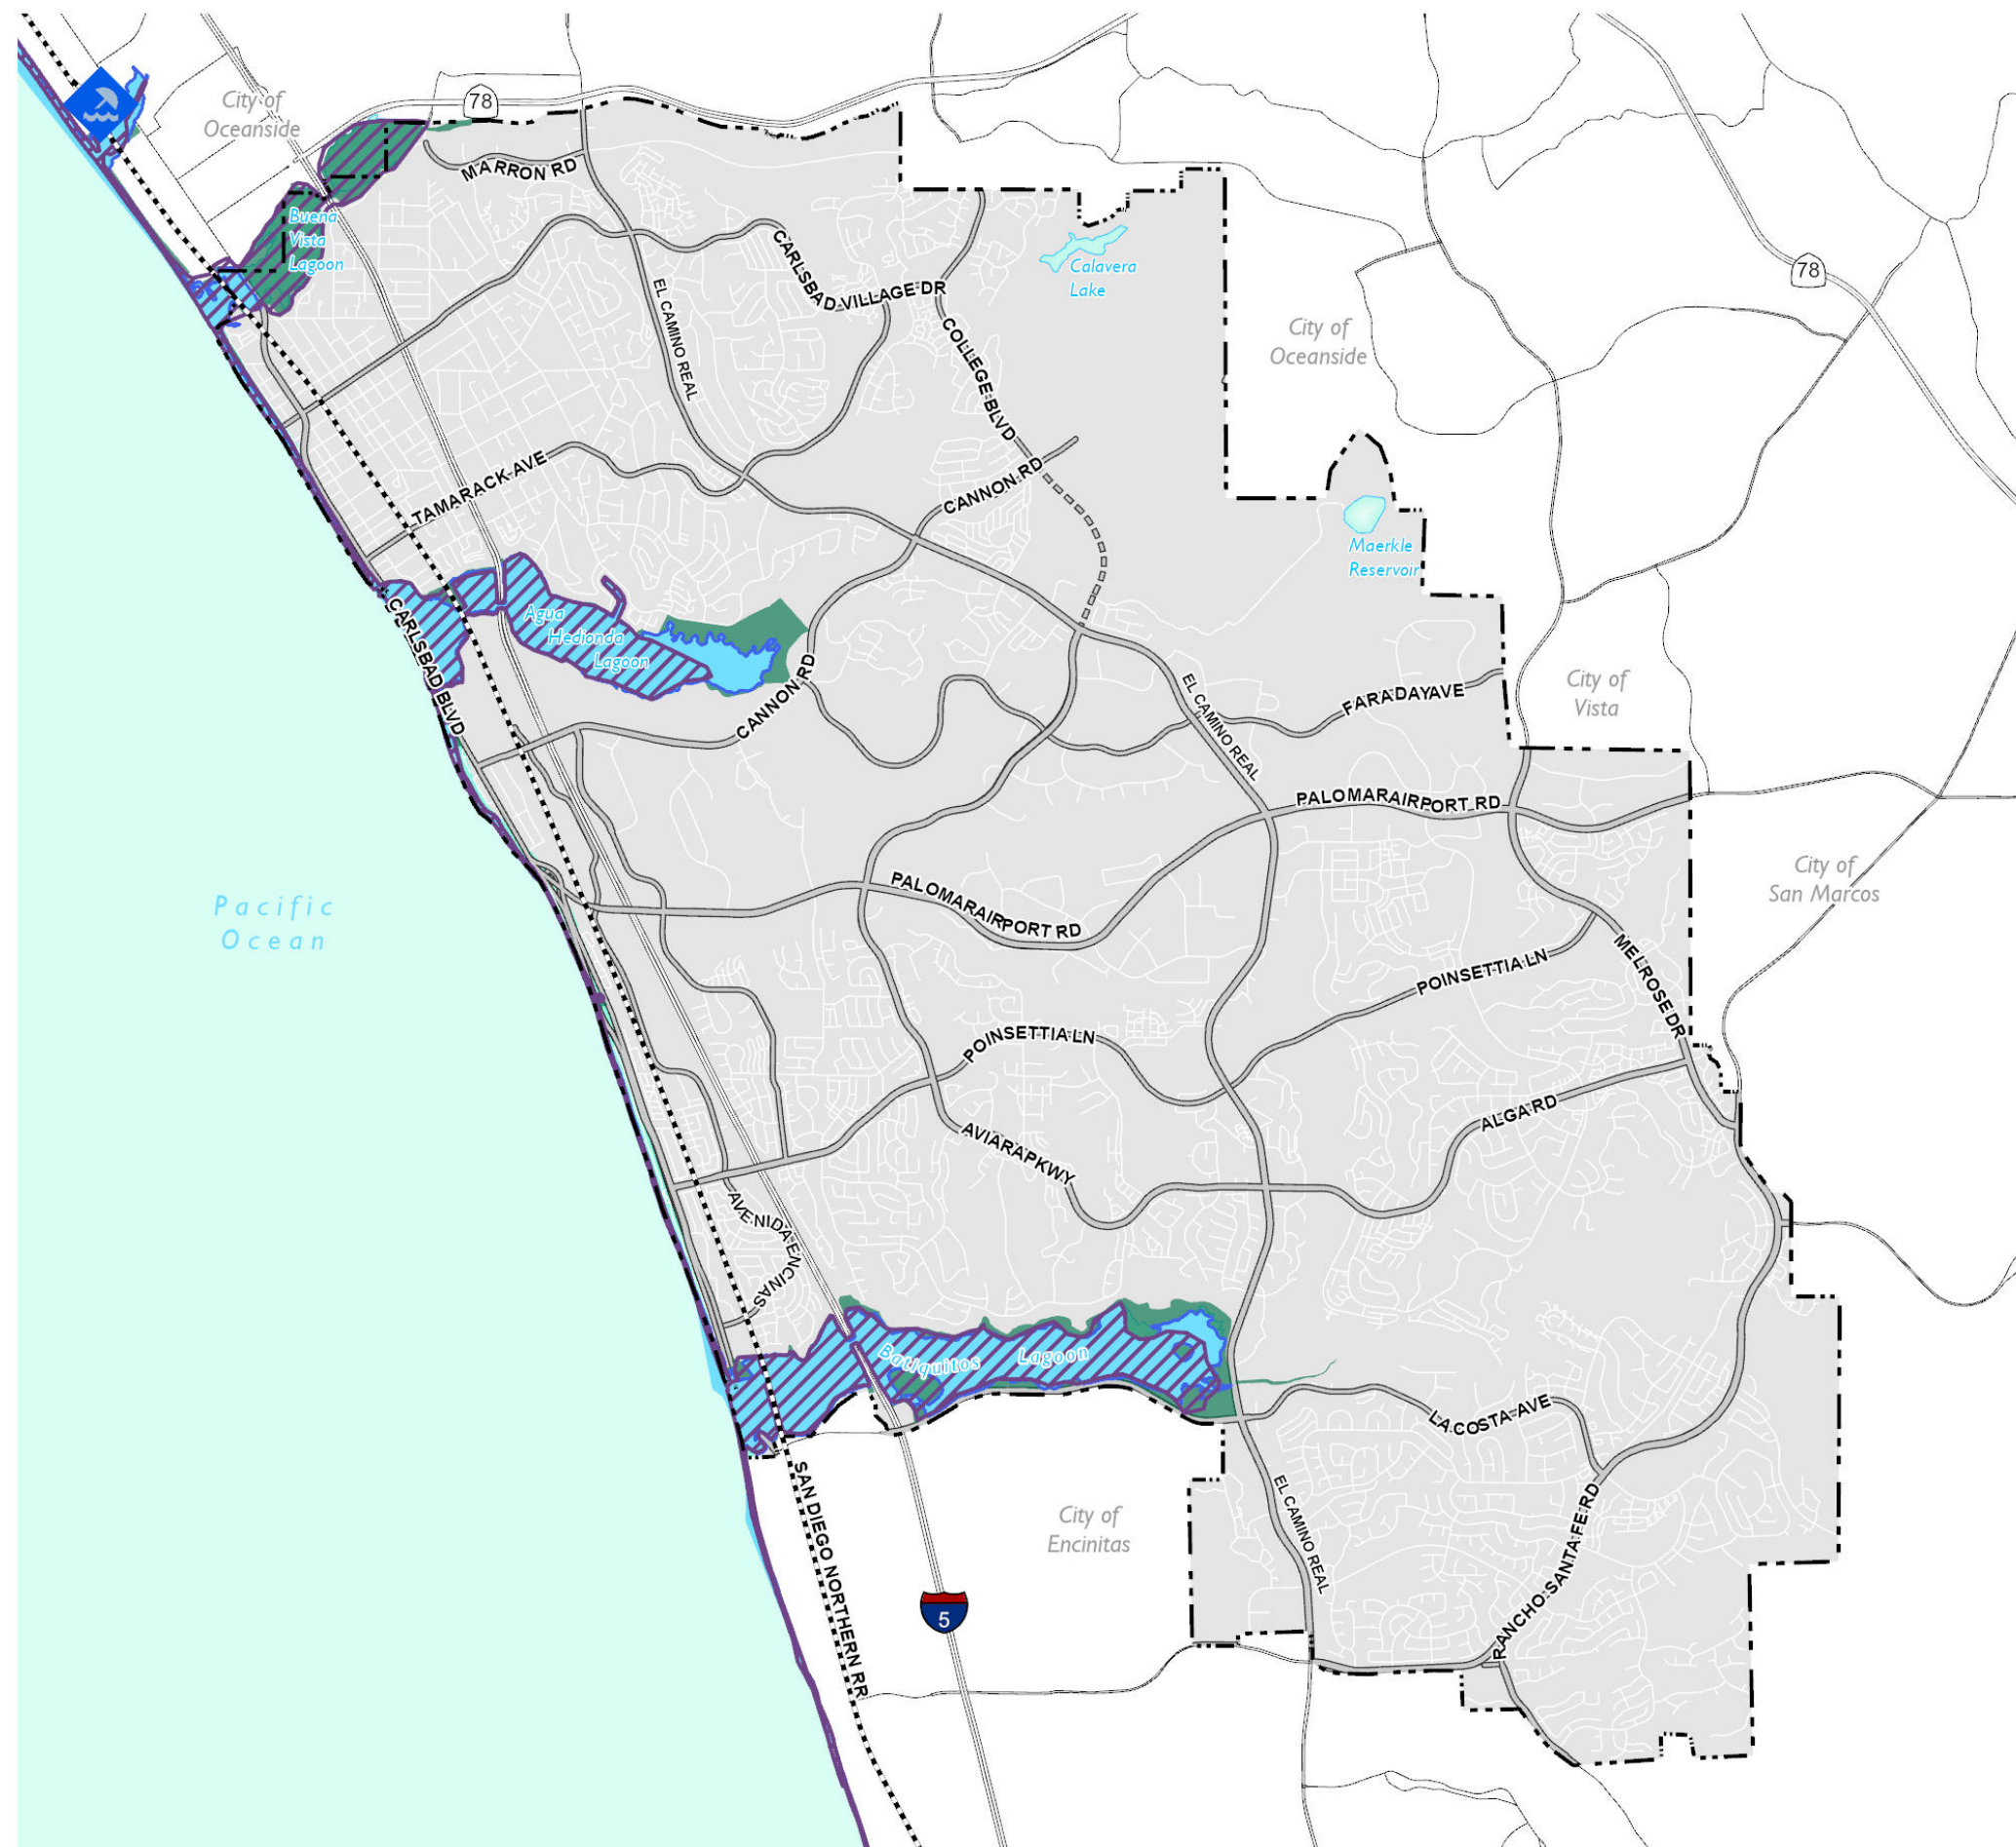 City of
Oceanside
78
MARRON RD
Buena
Vista
Lagoon
CARLSBAD VILLAGE DR
EL CAMINO REAL
Calavera
Lake
78
City of
Oceanside
COLLEGE BLVD
TAMARACK AVE
CANNON RD
Maerkle
Reservoir
Agua
Hedionda
Lagoon
CARLSBAD BLVD
CANNON RD
EL CAMINO REAL
FARADAY AVE
City of
Vista
PALOMAR AIRPORT RD
City of
San Marcos
Pacific
Ocean
PALOMAR AIRPORT RD
POINSETTIA LN
MELROSE DR
POINSETTIA LN
ALGA RD
AVIARA PKWY
AVENIDA ENCINAS
Batiquitos Lagoon
LA COSTA AVE
SAN DIEGO NORTHERN RR
City of
Encinitas
EL CAMINO REAL
RANCHO SANTA FE RD
5